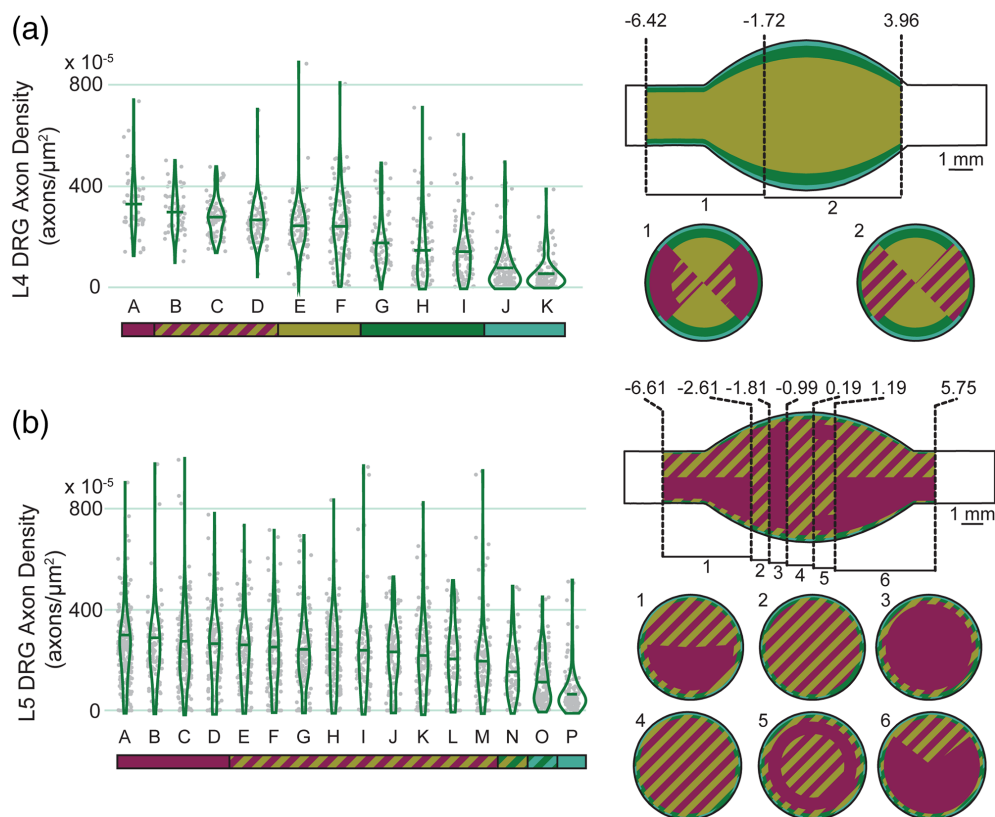 (a)
x 10-5
800
400
0
L4 DRG Axon Density
(axons/µm2)
A B C D E F G H I J K
-6.42 -1.72 3.96
1 mm
1 2
1 2
(b)
x 10-5
800
400
0
L5 DRG Axon Density
(axons/µm2)
A B C D E F G H I J K L M N O P
-6.61 -2.61 -1.81 -0.99 0.19 1.19 5.75
1 mm
1 2 3 4 5 6
1 2 3
4 5 6